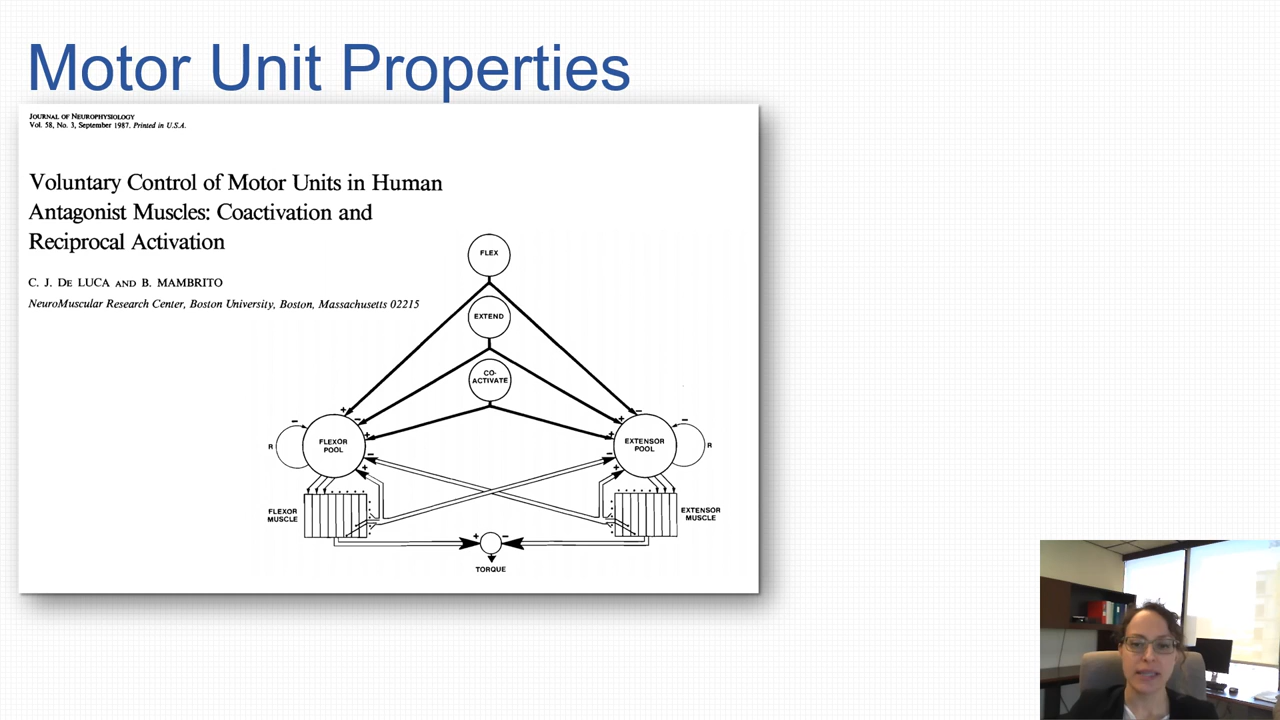 Motor Unit Properties
JOURNAL OF NEUROPHYSIOLOGY
Vol. 58, No. 3, September 1987. Printed in U.S.A.
Voluntary Control of Motor Units in Human
Antagonist Muscles: Coactivation and
Reciprocal Activation
C. J. DE LUCA AND B. MAMBRITO
NeuroMuscular Research Center, Boston University, Boston, Massachusetts 02215
FLEX
EXTEND
CO-
ACTIVATE
+
−
−
+
+
+
−
−
R
FLEXOR
POOL
EXTENSOR
POOL
R
−
−
+
+
FLEXOR
MUSCLE
EXTENSOR
MUSCLE
+
−
TORQUE